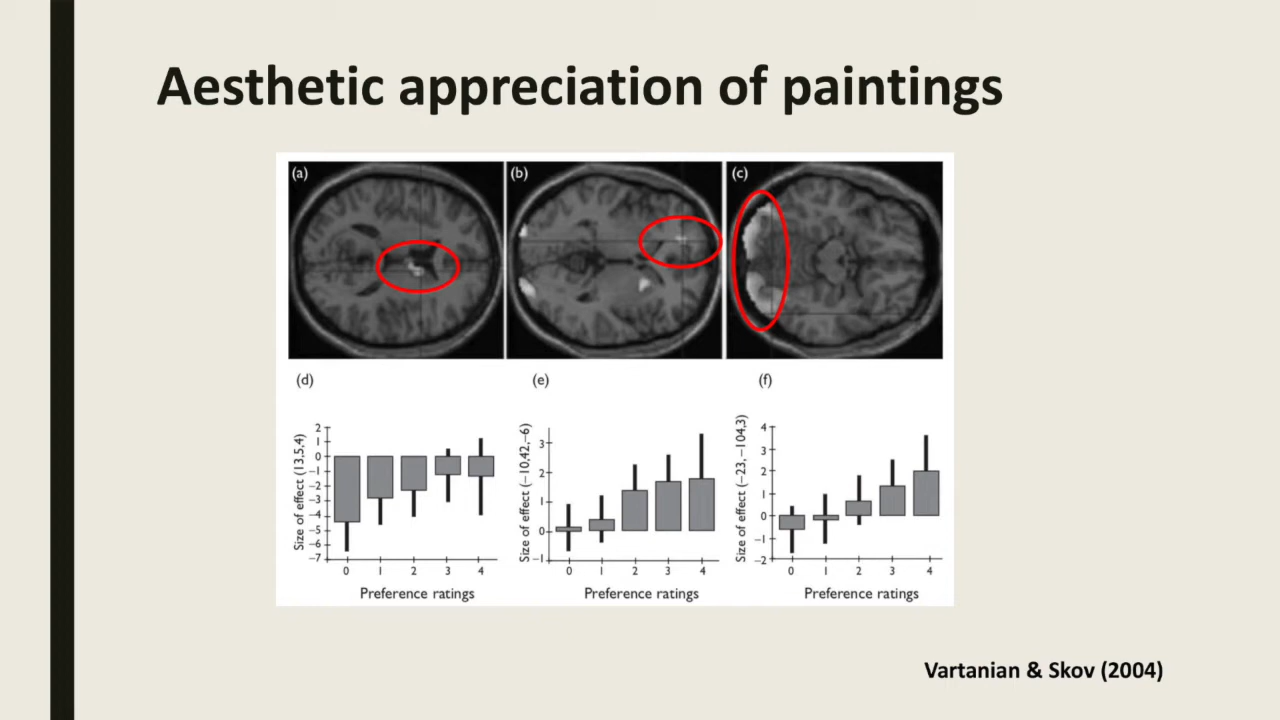 Aesthetic appreciation of paintings
(a)
(b)
(c)
(d)
(e)
(f)
Size of effect (13,5,4)
2
1
0
−1
−2
−3
−4
−5
−6
−7
0 1 2 3 4
Preference ratings
Size of effect (−10,42,−6)
3
2
1
0
−1
0 1 2 3 4
Preference ratings
Size of effect (−23,−104,3)
4
3
2
1
0
−1
−2
0 1 2 3 4
Preference ratings
Vartanian & Skov (2004)